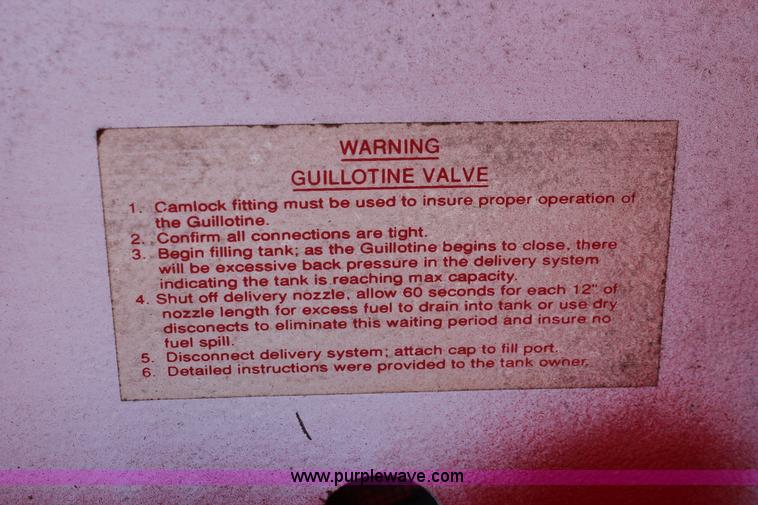 WARNING
GUILLOTINE VALVE
1. Camlock fitting must be used to insure proper operation of
the Guillotine.
2. Confirm all connections are tight.
3. Begin filling tank; as the Guillotine begins to close, there
will be excessive back pressure in the delivery system
indicating the tank is reaching max capacity.
4. Shut off delivery nozzle, allow 60 seconds for each 12" of
nozzle length for excess fuel to drain into tank or use dry
disconects to eliminate this waiting period and insure no
fuel spill.
5. Disconnect delivery system; attach cap to fill port.
6. Detailed instructions were provided to the tank owner.
www.purplewave.com